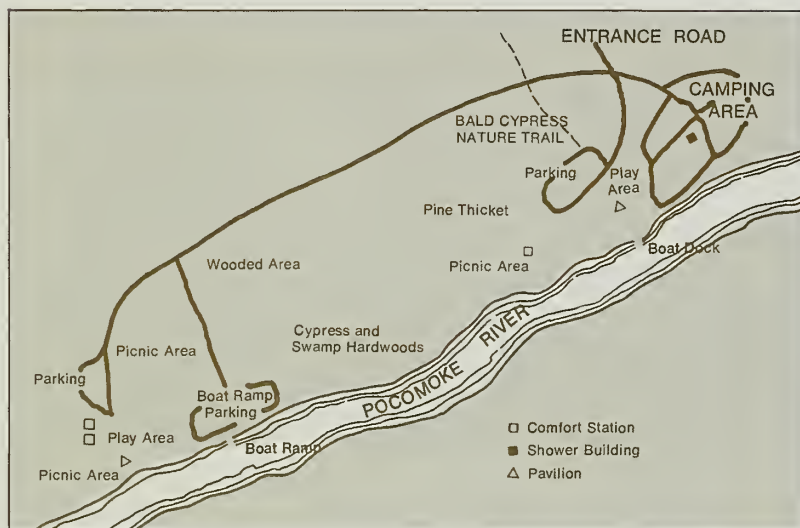 ENTRANCE ROAD
CAMPING
AREA
BALD CYPRESS
NATURE TRAIL
Parking
Play
Area
Pine Thicket
Boat Dock
Picnic Area
Wooded Area
Cypress and
Swamp Hardwoods
POCOMOKE RIVER
Picnic Area
Parking
Boat Ramp
Parking
Play Area
Boat Ramp
Picnic Area
Comfort Station
Shower Building
Pavilion